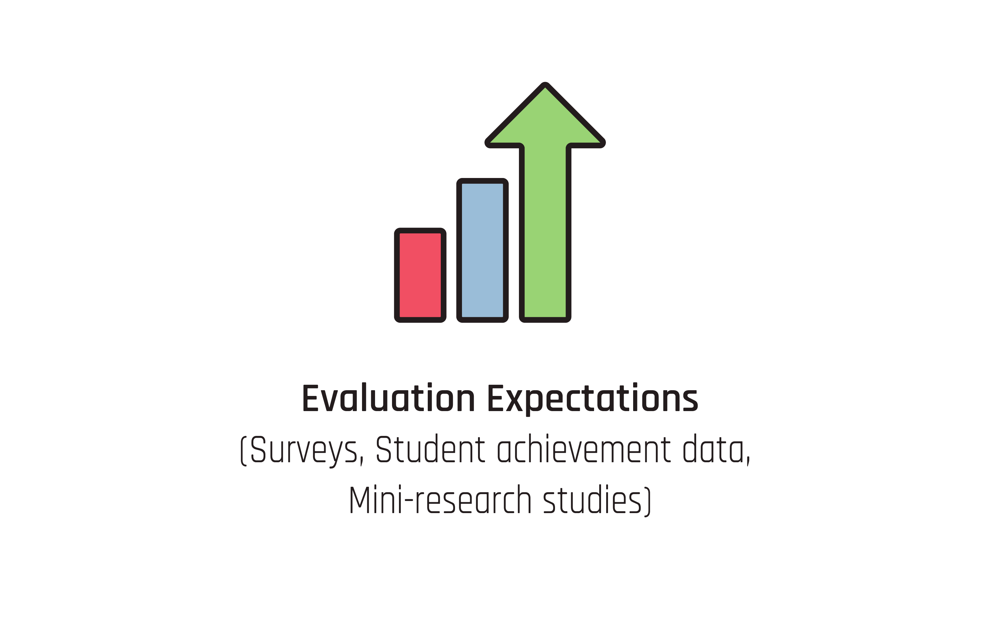 Evaluation Expectations
(Surveys, Student achievement data,
Mini-research studies)